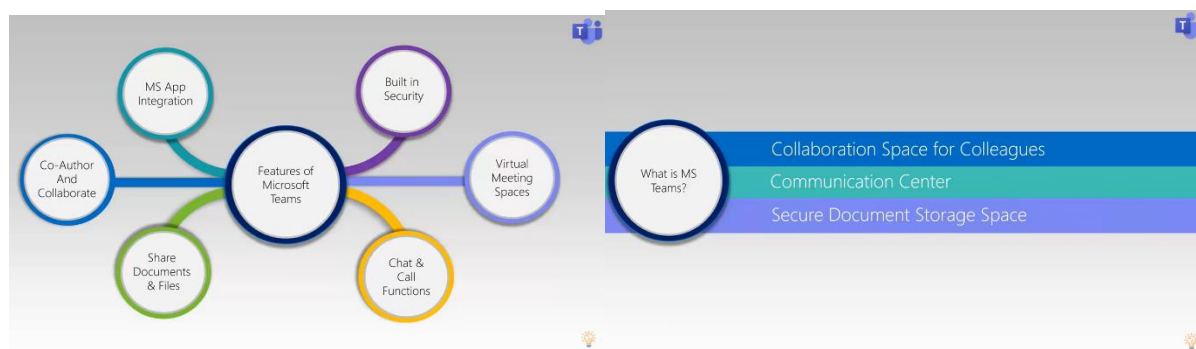 T
MS App
Integration
Built in
Security
Co-Author
And
Collaborate
Features of
Microsoft
Teams
Virtual
Meeting
Spaces
Share
Documents
& Files
Chat &
Call
Functions
T
What is MS
Teams?
Collaboration Space for Colleagues
Communication Center
Secure Document Storage Space